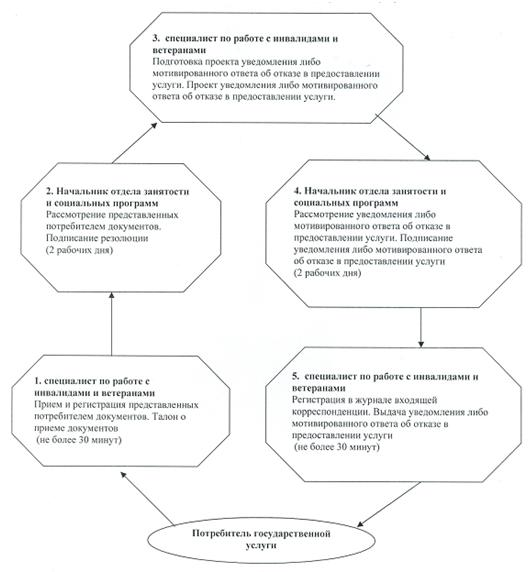 3. специалист по работе с инвалидами и
ветеранами
Подготовка проекта уведомления либо
мотивированного ответа об отказе в предоставлении
услуги. Проект уведомления либо мотивированного
ответа об отказе в предоставлении услуги.
2. Начальник отдела занятости
и социальных программ
Рассмотрение представленных
потребителем документов.
Подписание резолюции
(2 рабочих дня)
4. Начальник отдела занятости и
социальных программ
Рассмотрение уведомления либо
мотивированного ответа об отказе в
предоставлении услуги. Подписание
уведомления либо мотивированного ответа
об отказе в предоставлении услуги
(2 рабочих дня)
1. специалист по работе с
инвалидами и ветеранами
Прием и регистрация представленных
потребителем документов. Талон о
приеме документов
(не более 30 минут)
5. специалист по работе с инвалидами и
ветеранами
Регистрация в журнале входящей
корреспонденции. Выдача уведомления либо
мотивированного ответа об отказе в
предоставлении услуги
(не более 30 минут)
Потребитель государственной
услуги